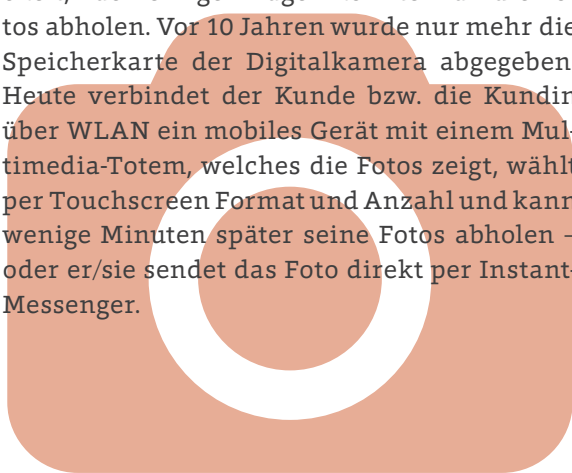 tos abholen. Vor 10 Jahren wurde nur mehr die
Speicherkarte der Digitalkamera abgegeben.
Heute verbindet der Kunde bzw. die Kundin
über WLAN ein mobiles Gerät mit einem Mul-
timedia-Totem, welches die Fotos zeigt, wählt
per Touchscreen Format und Anzahl und kann
wenige Minuten später seine Fotos abholen –
oder er/sie sendet das Foto direkt per Instant-
Messenger.